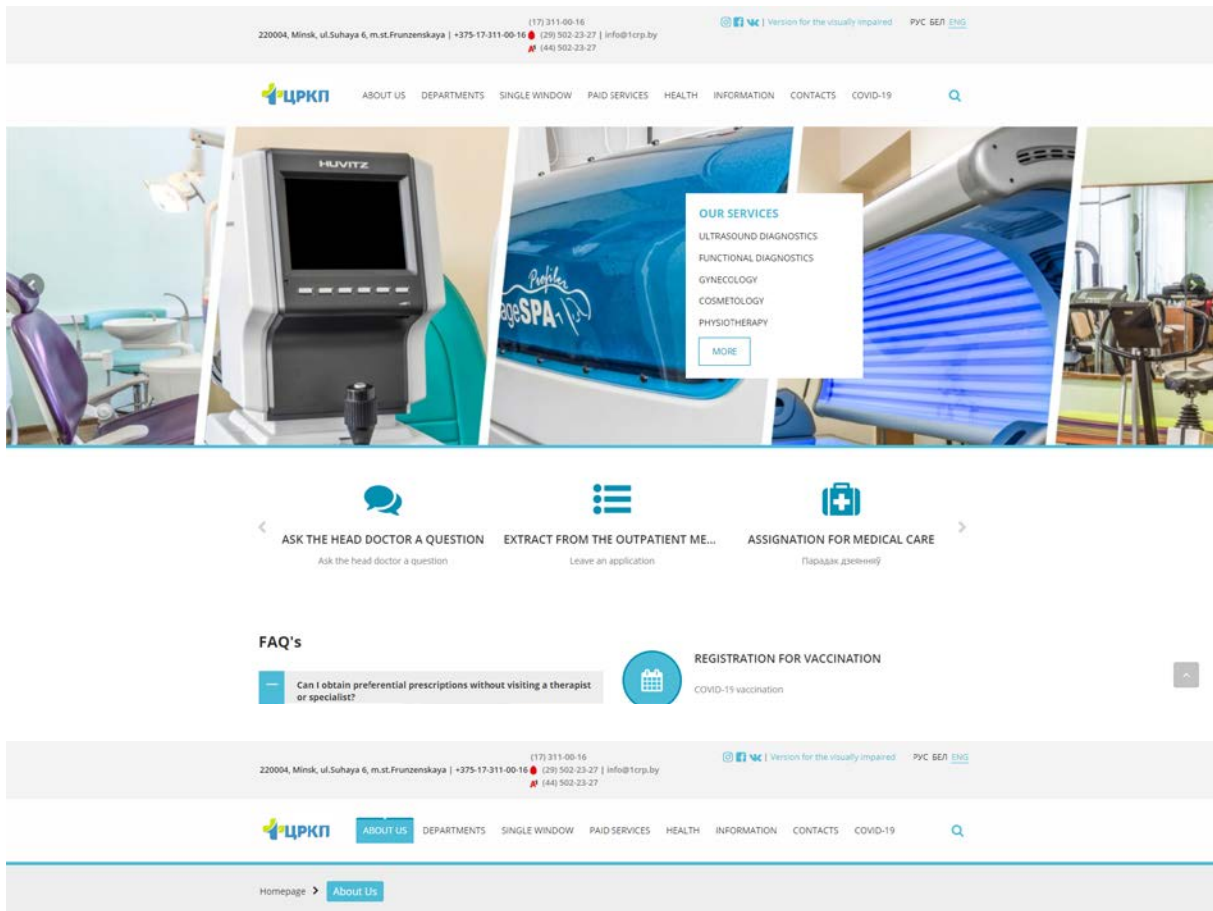 (17) 311-00-16
220004, Minsk, ul.Suhaya 6, m.st.Frunzenskaya | +375-17-311-00-16 (29) 502-23-27 | info@1crp.by
(44) 502-23-27
| Version for the visually impaired РУС БЕЛ ENG
ЦРКП ABOUT US DEPARTMENTS SINGLE WINDOW PAID SERVICES HEALTH INFORMATION CONTACTS COVID-19
HUVITZ
Profiler
ageSPA
OUR SERVICES
ULTRASOUND DIAGNOSTICS
FUNCTIONAL DIAGNOSTICS
GYNECOLOGY
COSMETOLOGY
PHYSIOTHERAPY
MORE
ASK THE HEAD DOCTOR A QUESTION EXTRACT FROM THE OUTPATIENT ME... ASSIGNATION FOR MEDICAL CARE
Ask the head doctor a question Leave an application Парадак дзеянняў
FAQ's
Can I obtain preferential prescriptions without visiting a therapist
or specialist?
REGISTRATION FOR VACCINATION
COVID-19 vaccination
(17) 311-00-16
220004, Minsk, ul.Suhaya 6, m.st.Frunzenskaya | +375-17-311-00-16 (29) 502-23-27 | info@1crp.by
(44) 502-23-27
| Version for the visually impaired РУС БЕЛ ENG
ЦРКП ABOUT US DEPARTMENTS SINGLE WINDOW PAID SERVICES HEALTH INFORMATION CONTACTS COVID-19
Homepage About Us